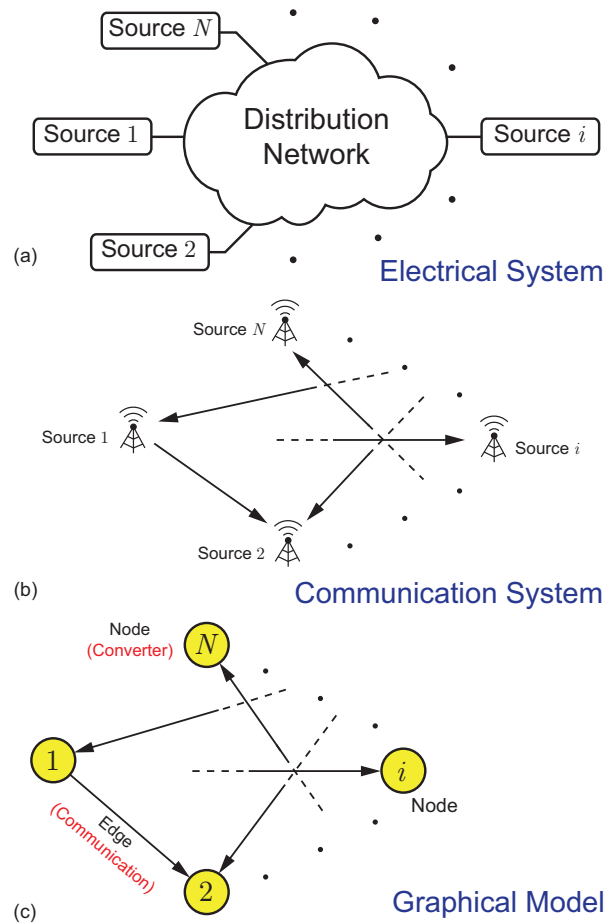 Source N
Source 1
Distribution
Network
Source i
Source 2
(a)
Electrical System
Source N
Source 1
Source i
Source 2
(b)
Communication System
Node
(Converter)
N
1
i
Node
Edge
(Communication)
2
(c)
Graphical Model